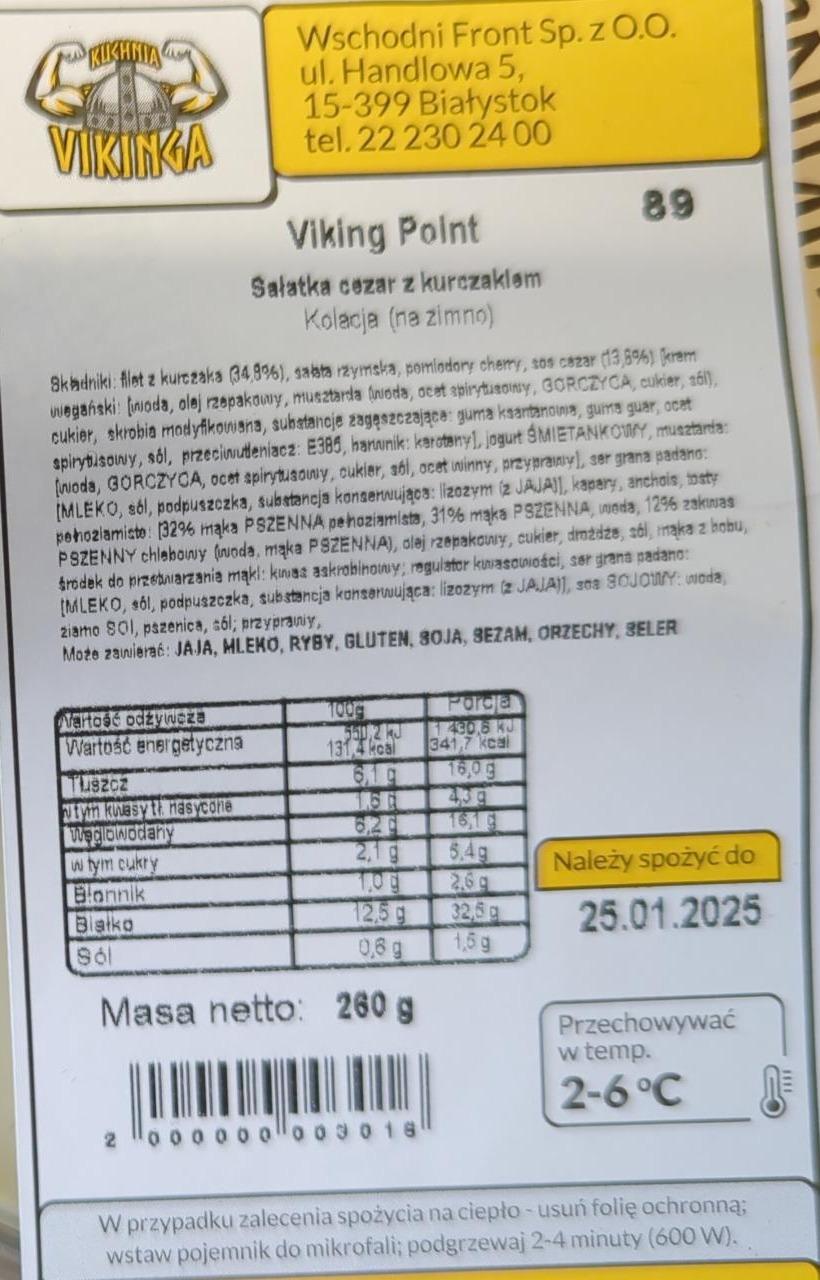 KUCHNIA
VIKINGA
Wschodni Front Sp. z O.O.
ul. Handlowa 5,
15-399 Białystok
tel. 22 230 24 00
89
Viking Point
Sałatka cezar z kurczakiem
Kolacja (na zimno)
Składniki: filet z kurczaka (34,8%), sałata rzymska, pomidory cherry, sos cezar (13,8%) [krem
wegański: [woda, olej rzepakowy, musztarda (woda, ocet spirytusowy, GORCZYCA, cukier, sól),
cukier, skrobia modyfikowana, substancje zagęszczające: guma ksantanowa, guma guar, ocet
spirytusowy, sól, przeciwutleniacz: E385, barwnik: karotany], jogurt ŚMIETANKOWY, musztarda:
[woda, GORCZYCA, ocet spirytusowy, cukier, sól, ocet winny, przyprawy], ser grana padano:
[MLEKO, sól, podpuszczka, substancja konserwująca: lizozym (z JAJA)], kapary, anchois, tosty
pełnoziarniste: [32% mąka PSZENNA pełnoziarnista, 31% mąka PSZENNA, woda, 12% zakwas
PSZENNY chlebowy (woda, mąka PSZENNA), olej rzepakowy, cukier, drożdże, sól, mąka z bobu,
środek do przetwarzania mąki: kwas askrobinowy; regulator kwasowości, ser grana padano:
[MLEKO, sól, podpuszczka, substancja konserwująca: lizozym (z JAJA)], sos SOJOWY: woda,
ziarno SOI, pszenica, sól; przyprawy,
Może zawierać: JAJA, MLEKO, RYBY, GLUTEN, SOJA, SEZAM, ORZECHY, SELER
Wartość odżywcza 100g Porcja
Wartość energetyczna 550,2 kJ 1 430,6 kJ
131,4 kcal 341,7 kcal
Tłuszcz 6,1 g 16,0 g
w tym kwasy tł. nasycone 1,6 g 4,3 g
Węglowodany 6,2 g 16,1 g
w tym cukry 2,1 g 5,4 g
Błonnik 1,0 g 2,6 g
Białko 12,5 g 32,5 g
Sól 0,6 g 1,5 g
Należy spożyć do
25.01.2025
Masa netto: 260 g
Przechowywać
w temp.
2-6 °C
2 000000 003018
W przypadku zalecenia spożycia na ciepło - usuń folię ochronną;
wstaw pojemnik do mikrofali; podgrzewaj 2-4 minuty (600 W).